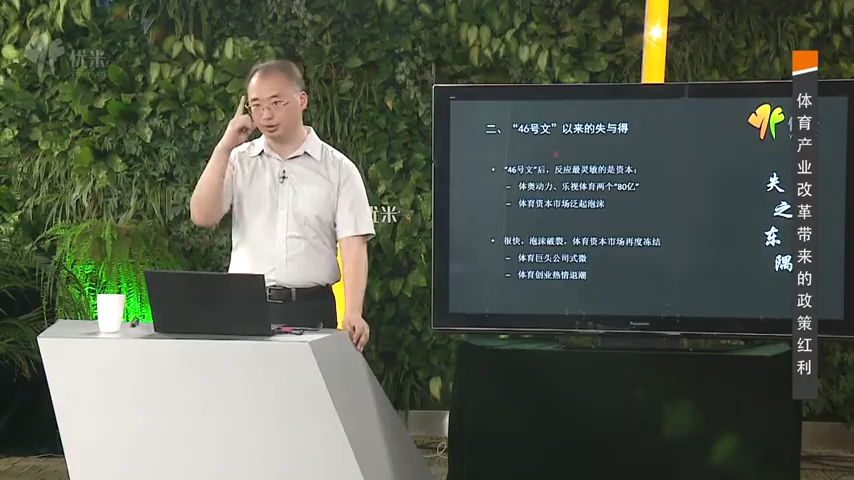 优米
youmi.cn
优米
二、“46号文”以来的失与得
• “46号文”后，反应最灵敏的是资本：
– 体奥动力、乐视体育两个“80亿”
– 体育资本市场泛起泡沫
• 很快，泡沫破裂，体育资本市场再度冻结
– 体育巨头公司式微
– 体育创业热情退潮
失之东隅
Panasonic
体育产业改革带来的政策红利